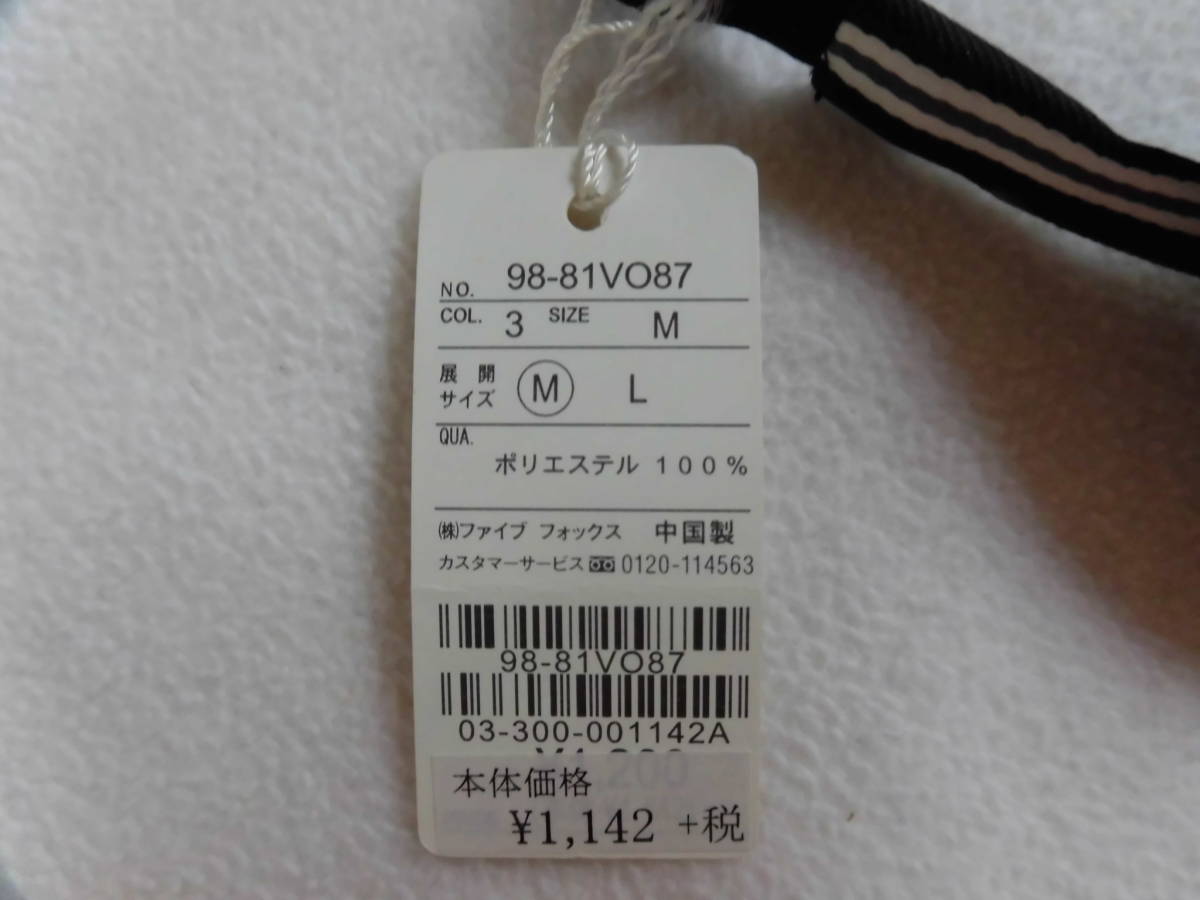 NO. 98-81VO87
COL. 3 SIZE M
展開
サイズ M L
QUA.
ポリエステル 100%
㈱ファイブ フォックス 中国製
カスタマーサービス 0120-114563
98-81VO87
03-300-001142A
本体価格
¥1,142 +税